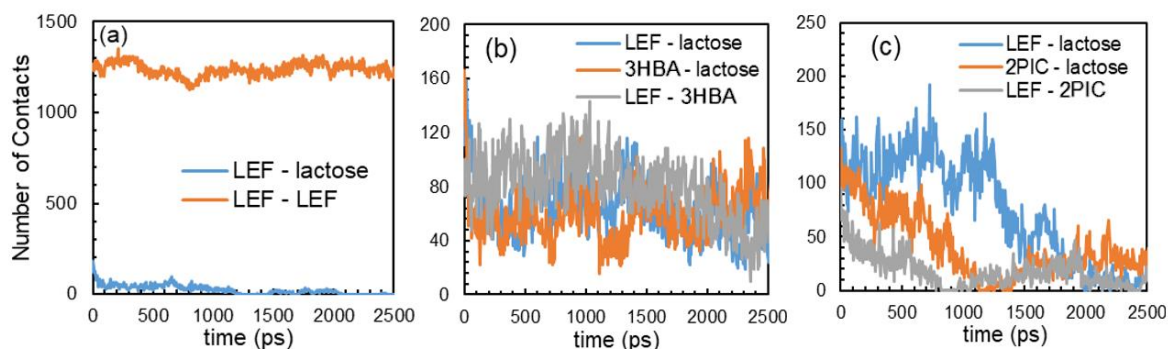 Number of Contacts
(a)
1500
1000
500
0
LEF - lactose
LEF - LEF
0 500 1000 1500 2000 2500
time (ps)
(b)
200
160
120
80
40
0
LEF - lactose
3HBA - lactose
LEF - 3HBA
0 500 1000 1500 2000 2500
time (ps)
(c)
250
200
150
100
50
0
LEF - lactose
2PIC - lactose
LEF - 2PIC
0 500 1000 1500 2000 2500
time (ps)